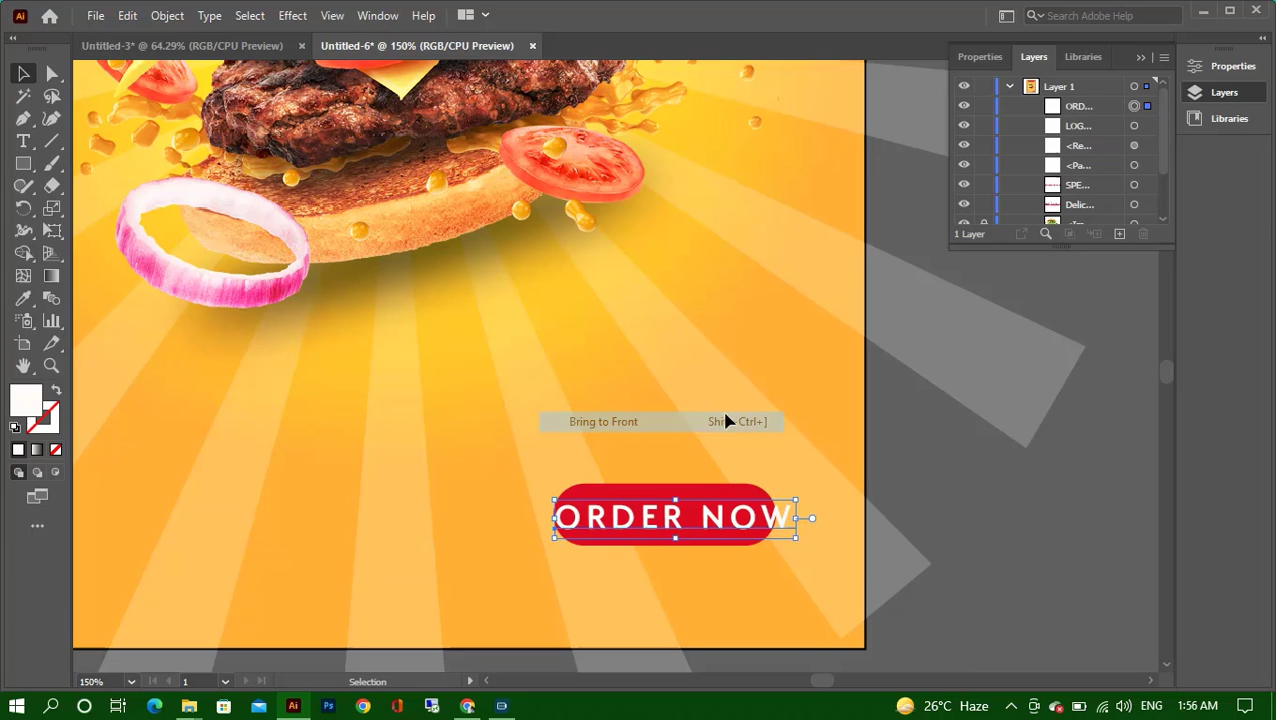 File Edit Object Type Select Effect View Window Help
Search Adobe Help
Untitled-3* @ 64.29% (RGB/CPU Preview)
Untitled-6* @ 150% (RGB/CPU Preview)
Properties Layers Libraries
Layer 1
ORD...
LOG...
<Re...
<Pa...
SPE...
Delic...
1 Layer
Properties
Layers
Libraries
Bring to Front
Ctrl+]
ORDER NOW
150%
1
Selection
26°C Haze
ENG
1:56 AM